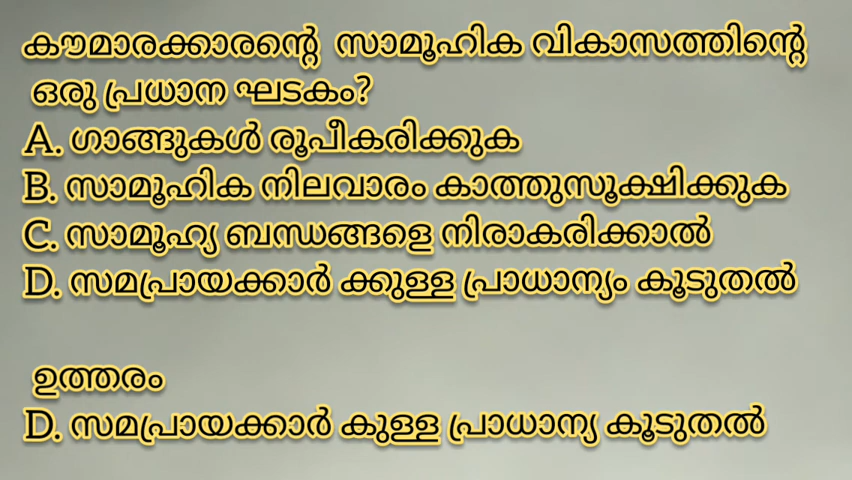 കൗമാരക്കാരന്റെ സാമൂഹിക വികാസത്തിന്റെ
ഒരു പ്രധാന ഘടകം?
A. ഗാങ്ങുകൾ രൂപീകരിക്കുക
B. സാമൂഹിക നിലവാരം കാത്തുസൂക്ഷിക്കുക
C. സാമൂഹ്യ ബന്ധങ്ങളെ നിരാകരിക്കാൽ
D. സമപ്രായക്കാർ ക്കുള്ള പ്രാധാന്യം കൂടുതൽ
ഉത്തരം
D. സമപ്രായക്കാർ കുള്ള പ്രാധാന്യ കൂടുതൽ